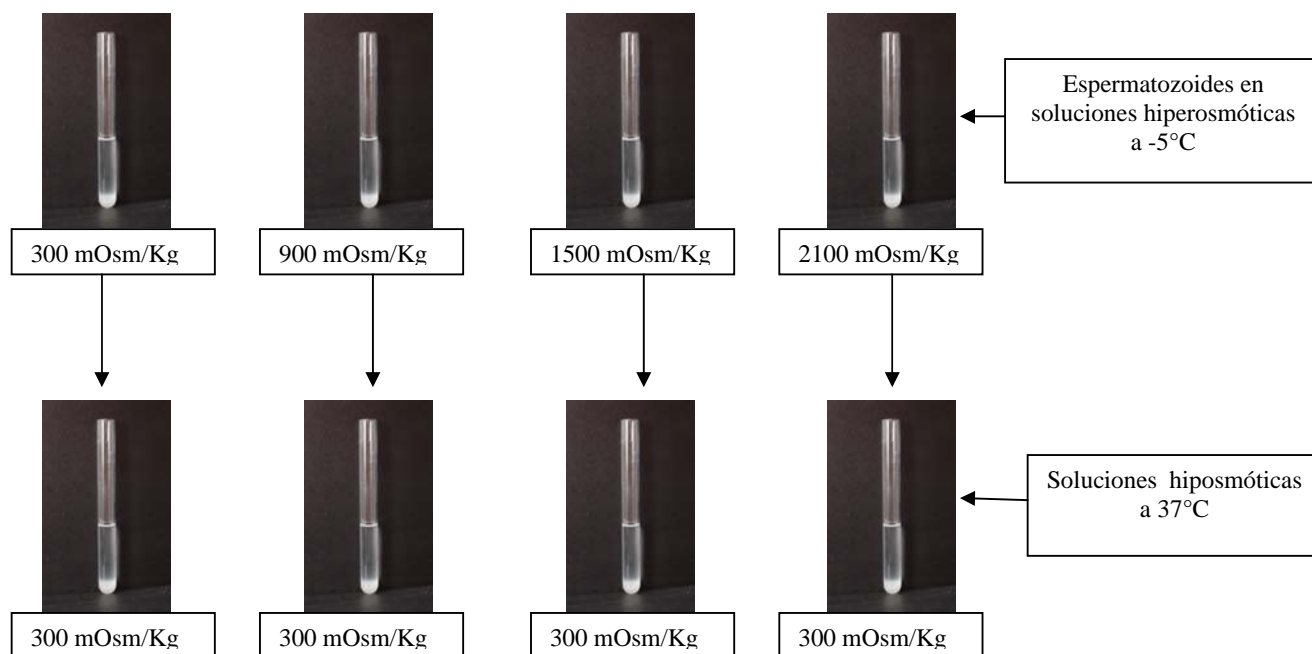 Espermatozoides en
soluciones hiperosmóticas
a -5°C
300 mOsm/Kg
900 mOsm/Kg
1500 mOsm/Kg
2100 mOsm/Kg
Soluciones hiposmóticas
a 37°C
300 mOsm/Kg
300 mOsm/Kg
300 mOsm/Kg
300 mOsm/Kg